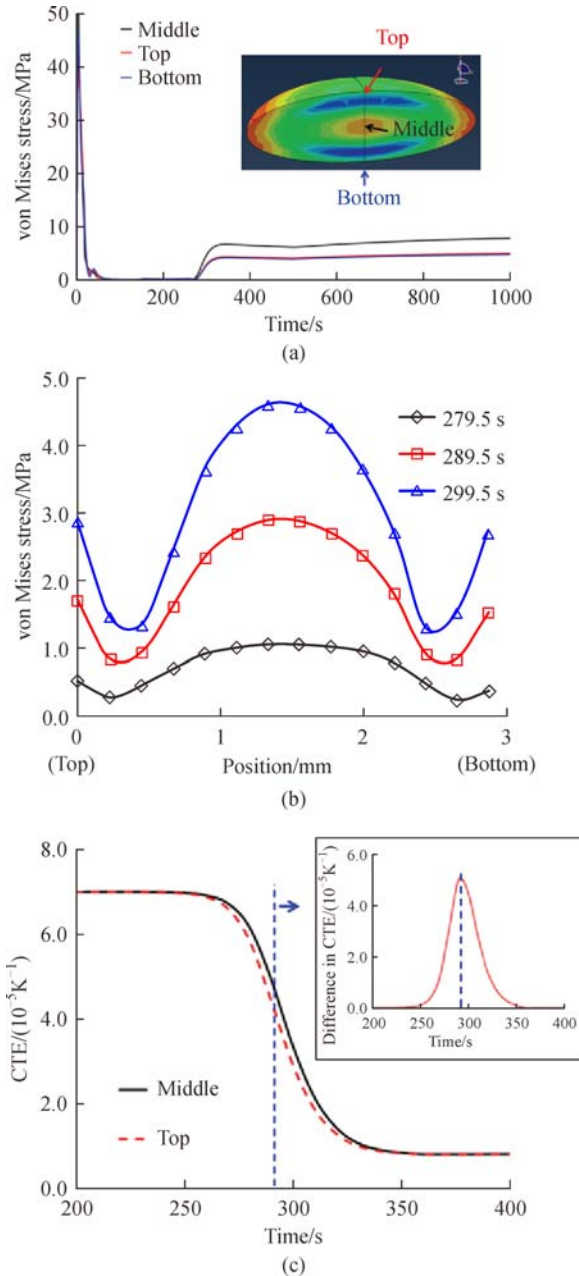 50
40
30
20
10
0
von Mises stress/MPa
Middle
Top
Bottom
Top
Middle
Bottom
0 200 400 600 800 1000
Time/s
(a)
5.0
4.0
3.0
2.0
1.0
0.0
von Mises stress/MPa
279.5 s
289.5 s
299.5 s
0 1 2 3
(Top) Position/mm (Bottom)
(b)
8.0
6.0
4.0
2.0
0.0
CTE/(10⁻⁵K⁻¹)
Middle
Top
6.0
4.0
2.0
0.0
Difference in CTE/(10⁻⁵K⁻¹)
200 250 300 350 400
Time/s
200 250 300 350 400
Time/s
(c)